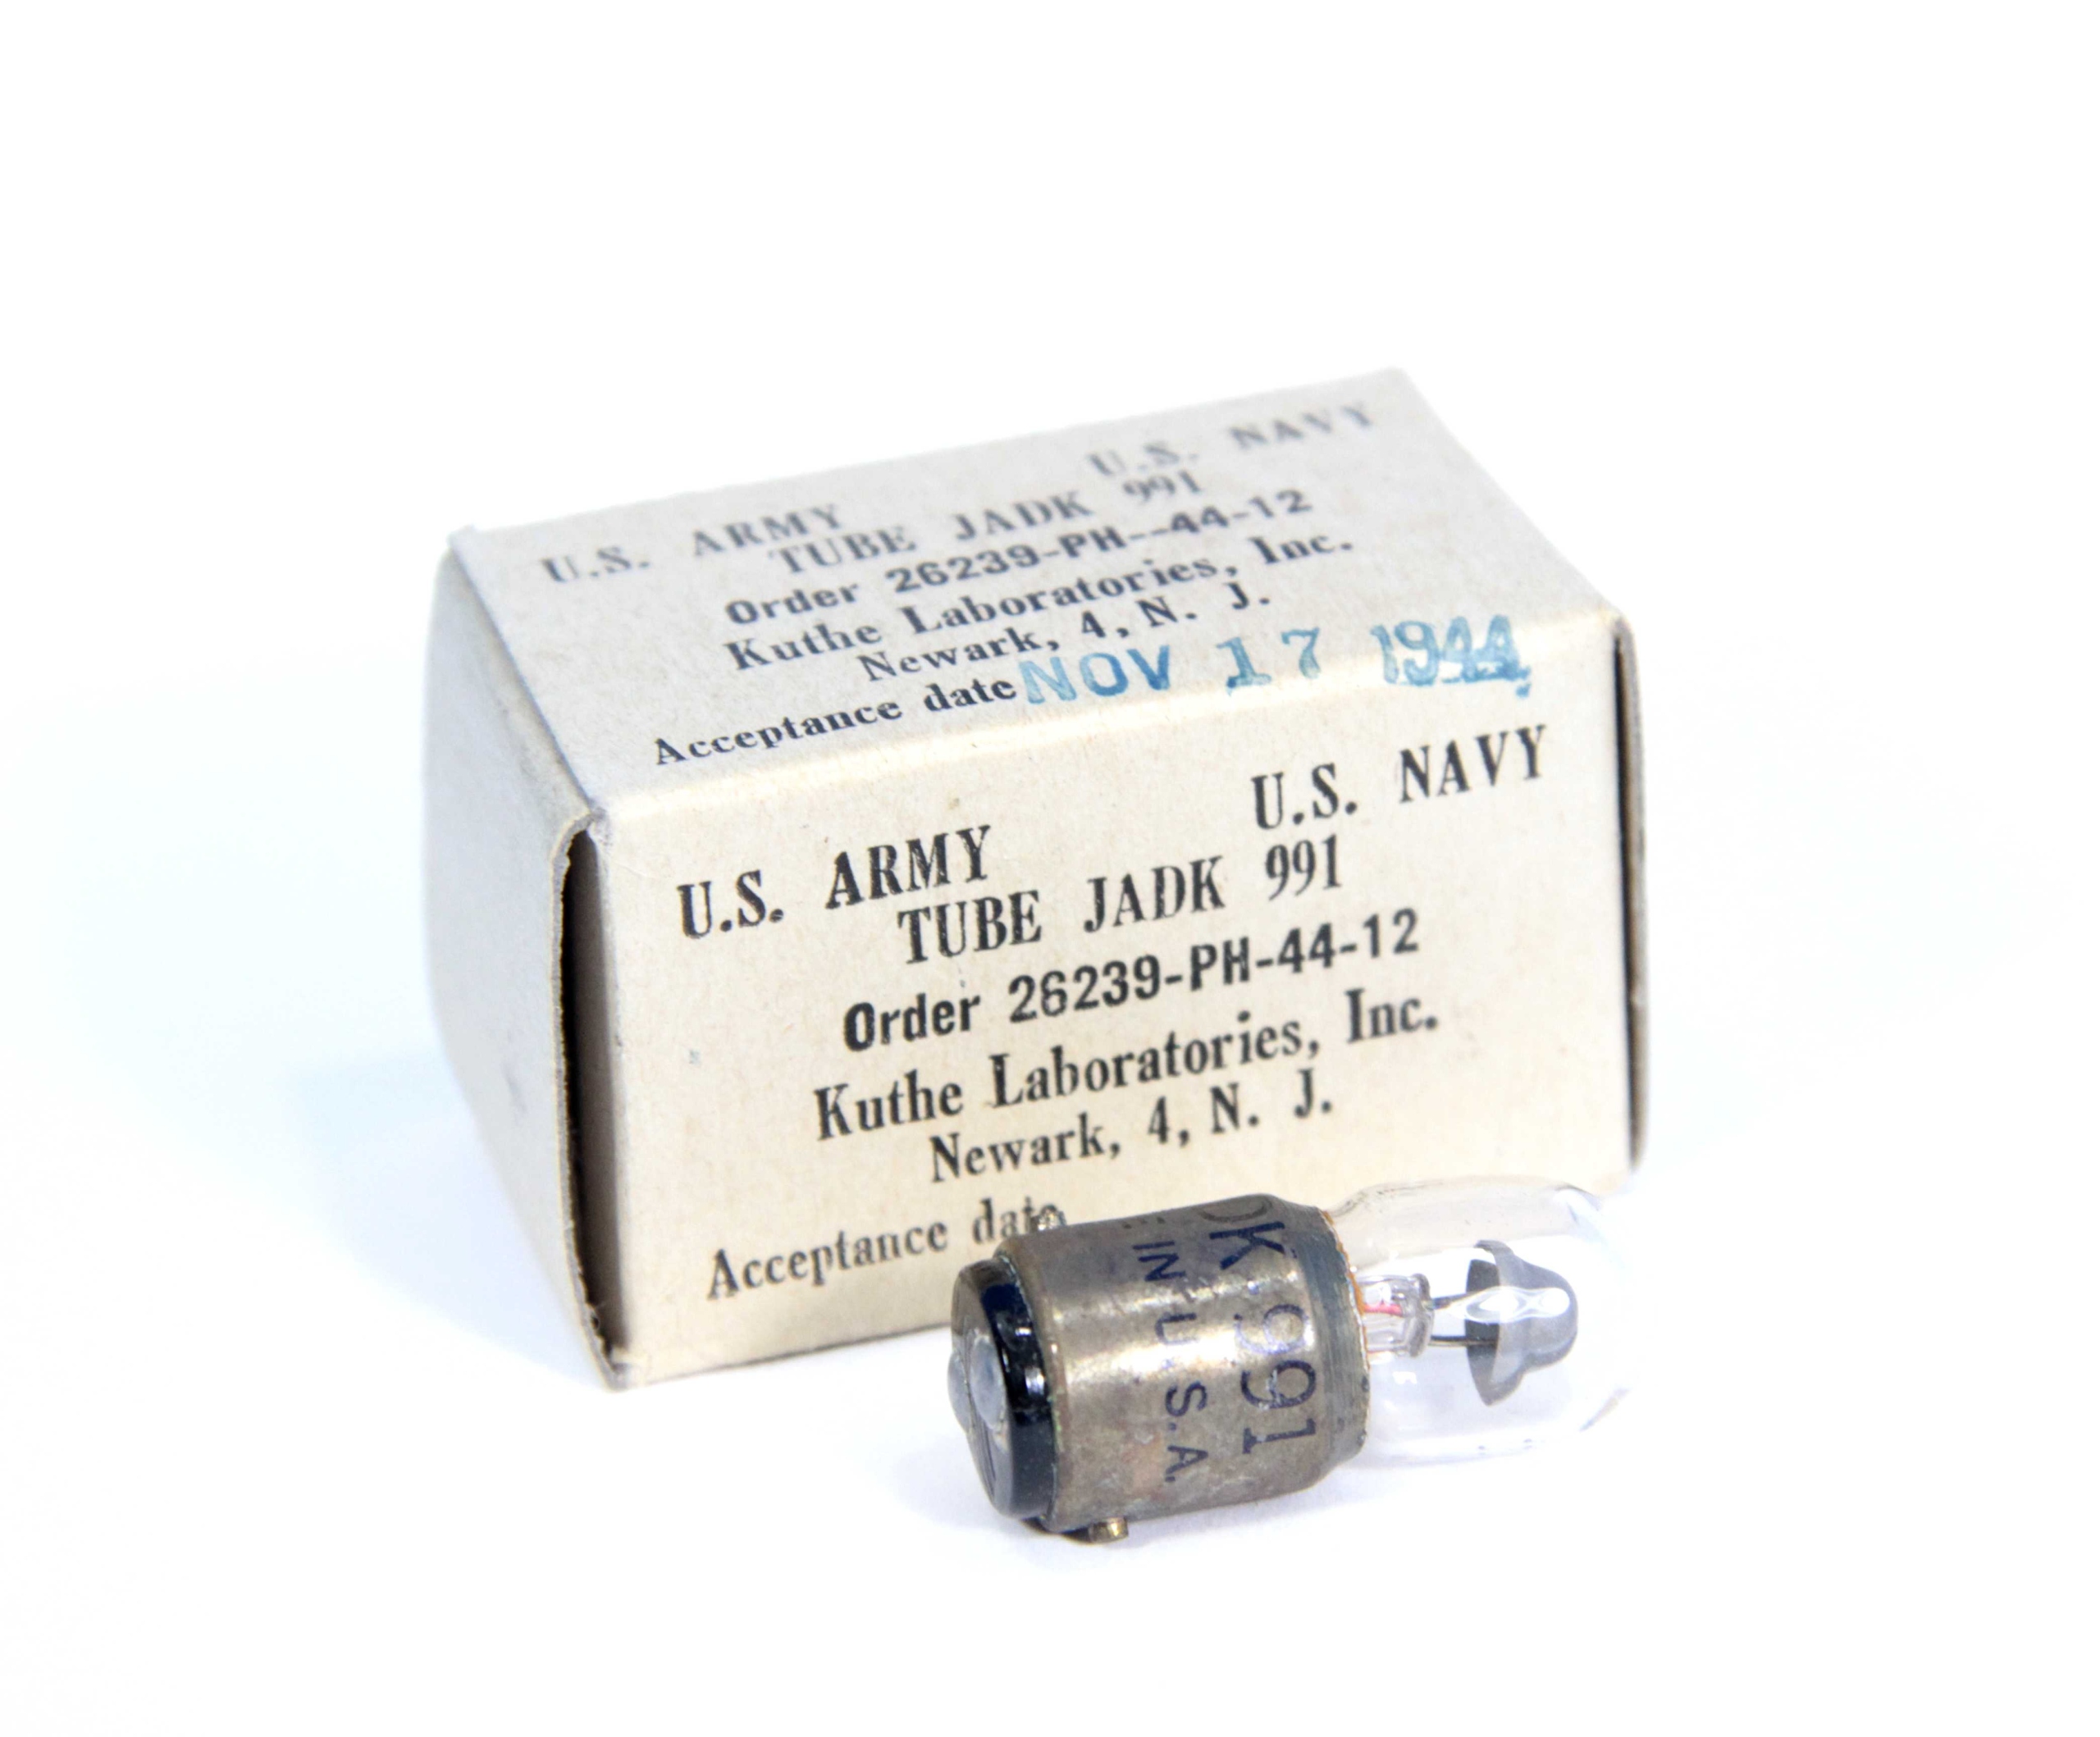 U.S. ARMY U.S. NAVY
TUBE JADK 991
Order 26239-PH--44-12
Kuthe Laboratories, Inc.
Newark, 4, N. J.
Acceptance date NOV 17 1944
U.S. ARMY U.S. NAVY
TUBE JADK 991
Order 26239-PH-44-12
Kuthe Laboratories, Inc.
Newark, 4, N. J.
Acceptance date
DK 991
E IN U.S.A.